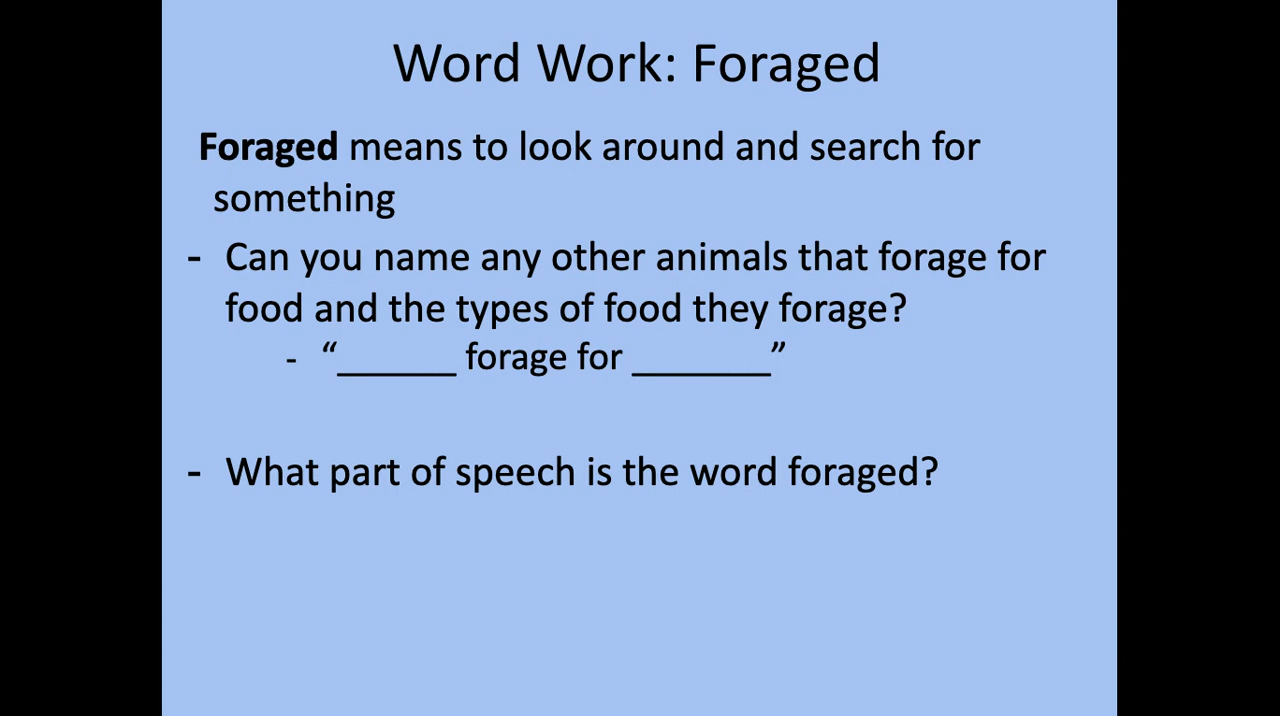 Word Work: Foraged
Foraged means to look around and search for
something
- Can you name any other animals that forage for
food and the types of food they forage?
- “______ forage for _______”
- What part of speech is the word foraged?